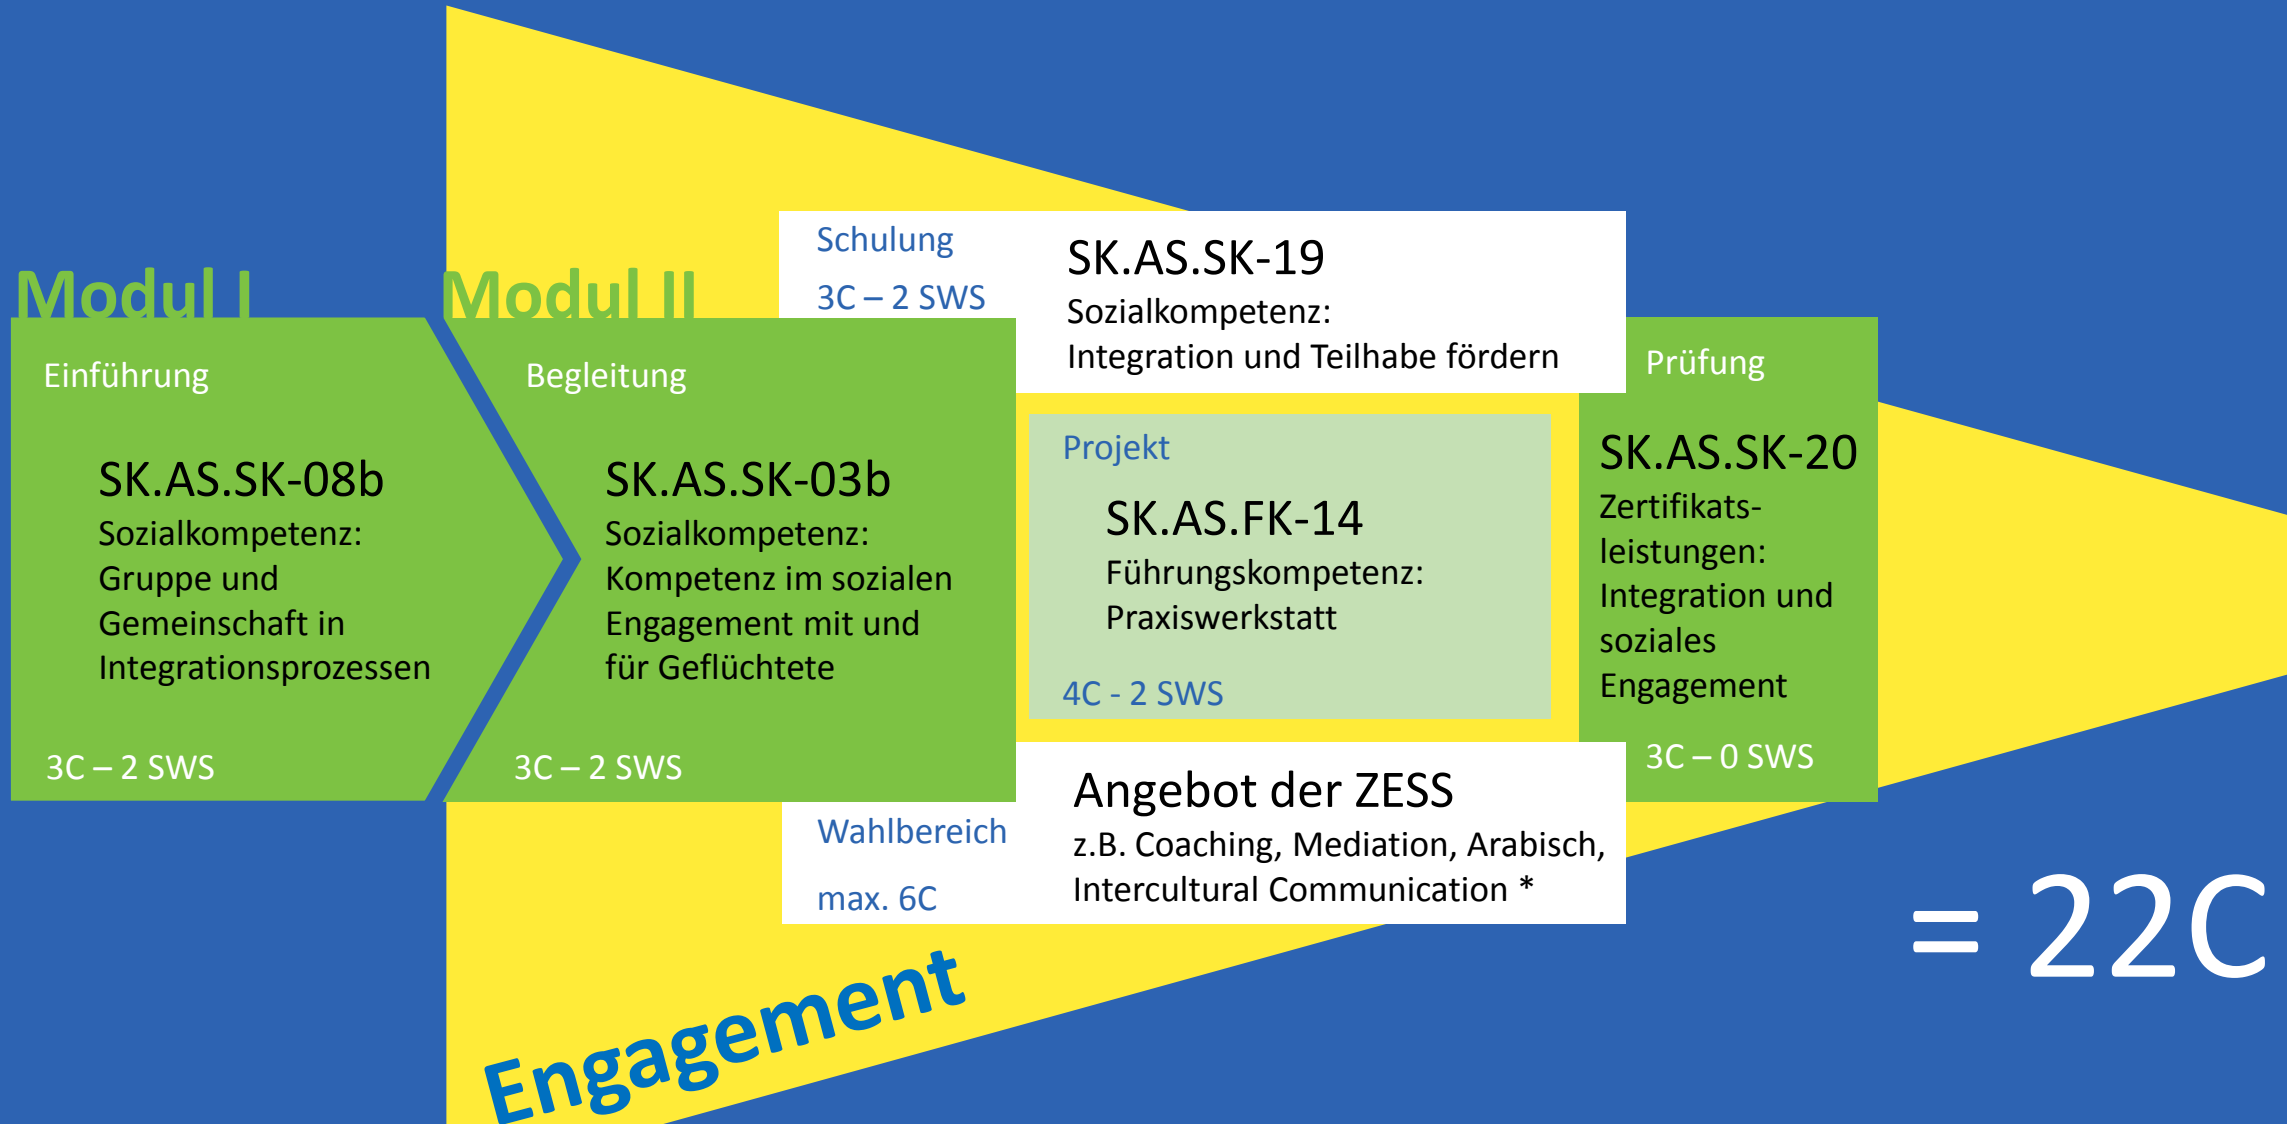 Modul I
Einführung
SK.AS.SK-08b
Sozialkompetenz:
Gruppe und
Gemeinschaft in
Integrationsprozessen
3C – 2 SWS
Modul II
Begleitung
SK.AS.SK-03b
Sozialkompetenz:
Kompetenz im sozialen
Engagement mit und
für Geflüchtete
3C – 2 SWS
Schulung
3C – 2 SWS
SK.AS.SK-19
Sozialkompetenz:
Integration und Teilhabe fördern
Projekt
SK.AS.FK-14
Führungskompetenz:
Praxiswerkstatt
4C - 2 SWS
Wahlbereich
max. 6C
Angebot der ZESS
z.B. Coaching, Mediation, Arabisch,
Intercultural Communication *
Prüfung
SK.AS.SK-20
Zertifikats-
leistungen:
Integration und
soziales
Engagement
3C – 0 SWS
Engagement
= 22C